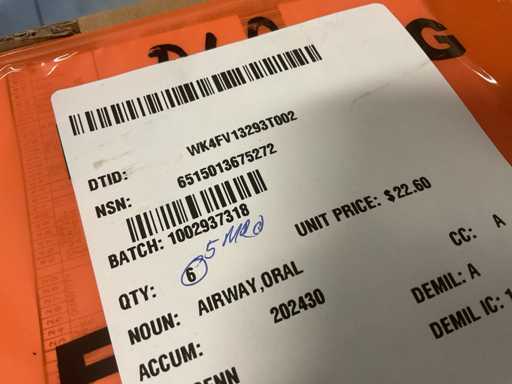 DTID: WK4FV13293T002
NSN: 6515013675272
BATCH: 1002937318
QTY: 6 5 UNIT PRICE: $22.60 CC: A
NOUN: AIRWAY,ORAL DEMIL: A
ACCUM: 202430 DEMIL IC: 1